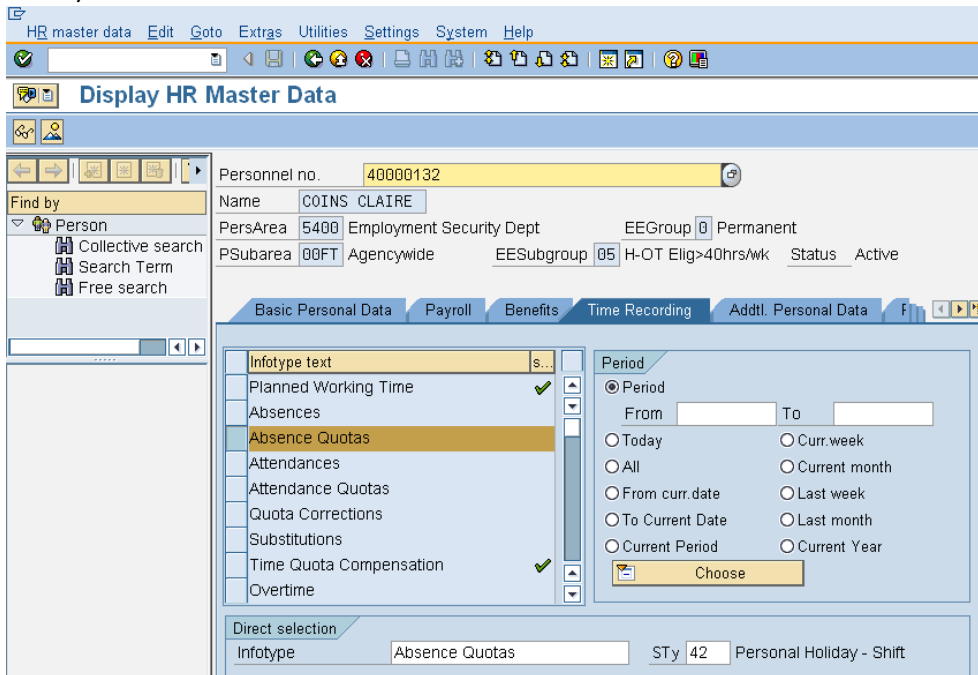 HR master data Edit Goto Extras Utilities Settings System Help
Display HR Master Data
Find by
Person
Collective search
Search Term
Free search
Personnel no. 40000132
Name COINS CLAIRE
PersArea 5400 Employment Security Dept EEGroup 0 Permanent
PSubarea 00FT Agencywide EESubgroup 05 H-OT Elig>40hrs/wk Status Active
Basic Personal Data Payroll Benefits Time Recording Addtl. Personal Data
Infotype text s...
Planned Working Time
Absences
Absence Quotas
Attendances
Attendance Quotas
Quota Corrections
Substitutions
Time Quota Compensation
Overtime
Period
Period
From To
Today Curr.week
All Current month
From curr.date Last week
To Current Date Last month
Current Period Current Year
Choose
Direct selection
Infotype Absence Quotas STy 42 Personal Holiday - Shift